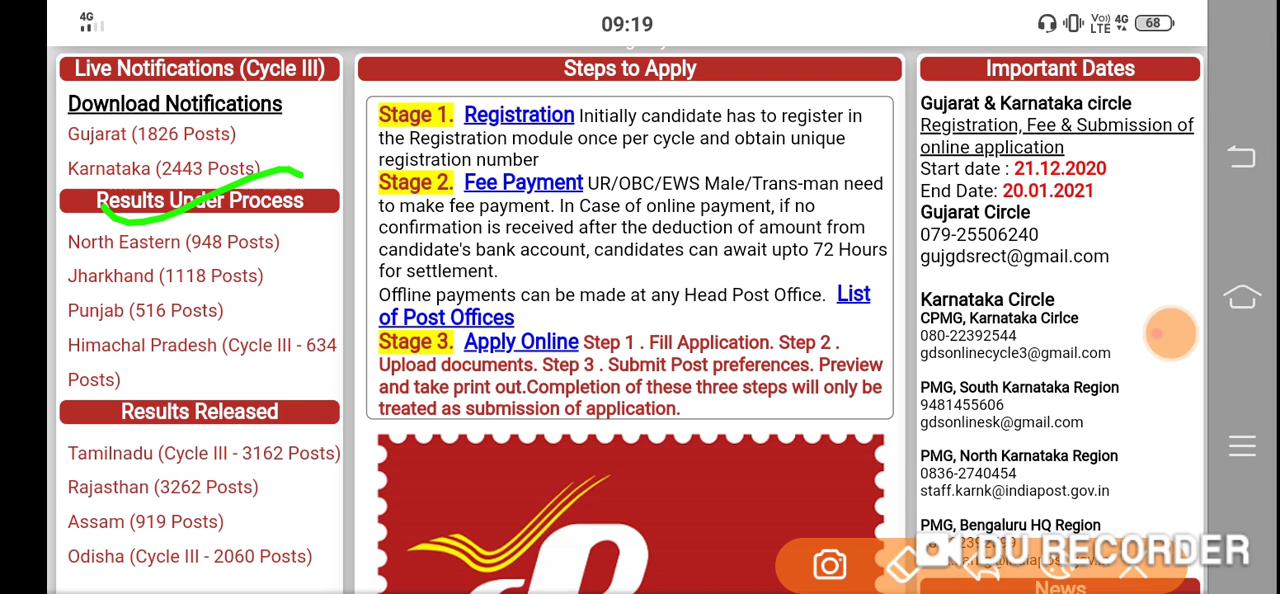 4G
09:19
Vo))
LTE
4G
68
Live Notifications (Cycle III)
Download Notifications
Gujarat (1826 Posts)
Karnataka (2443 Posts)
Results Under Process
North Eastern (948 Posts)
Jharkhand (1118 Posts)
Punjab (516 Posts)
Himachal Pradesh (Cycle III - 634
Posts)
Results Released
Tamilnadu (Cycle III - 3162 Posts)
Rajasthan (3262 Posts)
Assam (919 Posts)
Odisha (Cycle III - 2060 Posts)
Steps to Apply
Stage 1. Registration Initially candidate has to register in
the Registration module once per cycle and obtain unique
registration number
Stage 2. Fee Payment UR/OBC/EWS Male/Trans-man need
to make fee payment. In Case of online payment, if no
confirmation is received after the deduction of amount from
candidate's bank account, candidates can await upto 72 Hours
for settlement.
Offline payments can be made at any Head Post Office. List
of Post Offices
Stage 3. Apply Online Step 1 . Fill Application. Step 2 .
Upload documents. Step 3 . Submit Post preferences. Preview
and take print out.Completion of these three steps will only be
treated as submission of application.
Important Dates
Gujarat & Karnataka circle
Registration, Fee & Submission of
online application
Start date : 21.12.2020
End Date: 20.01.2021
Gujarat Circle
079-25506240
gujgdsrect@gmail.com
Karnataka Circle
CPMG, Karnataka Cirlce
080-22392544
gdsonlinecycle3@gmail.com
PMG, South Karnataka Region
9481455606
gdsonlinesk@gmail.com
PMG, North Karnataka Region
0836-2740454
staff.karnk@indiapost.gov.in
PMG, Bengaluru HQ Region
DU RECORDER
News